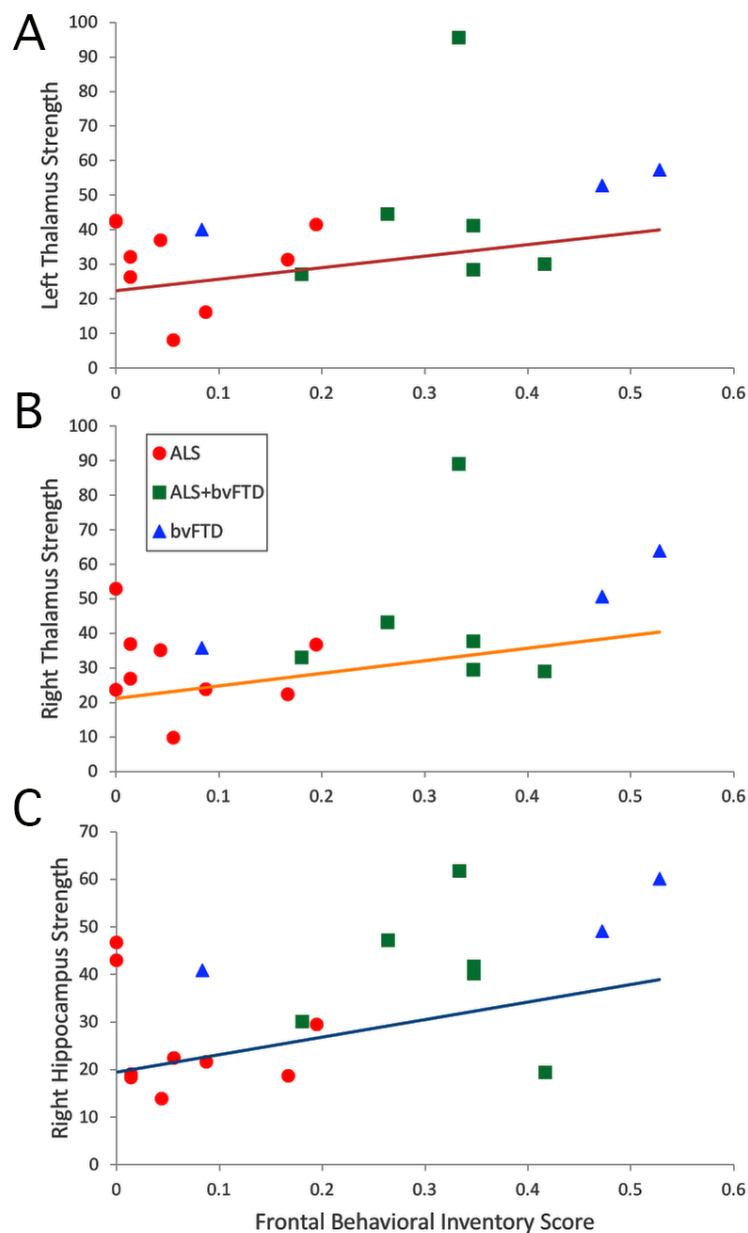 A
Left Thalamus Strength
100
90
80
70
60
50
40
30
20
10
0
0 0.1 0.2 0.3 0.4 0.5 0.6
B
Right Thalamus Strength
100
90
80
70
60
50
40
30
20
10
0
ALS
ALS+bvFTD
bvFTD
0 0.1 0.2 0.3 0.4 0.5 0.6
C
Right Hippocampus Strength
70
60
50
40
30
20
10
0
0 0.1 0.2 0.3 0.4 0.5 0.6
Frontal Behavioral Inventory Score